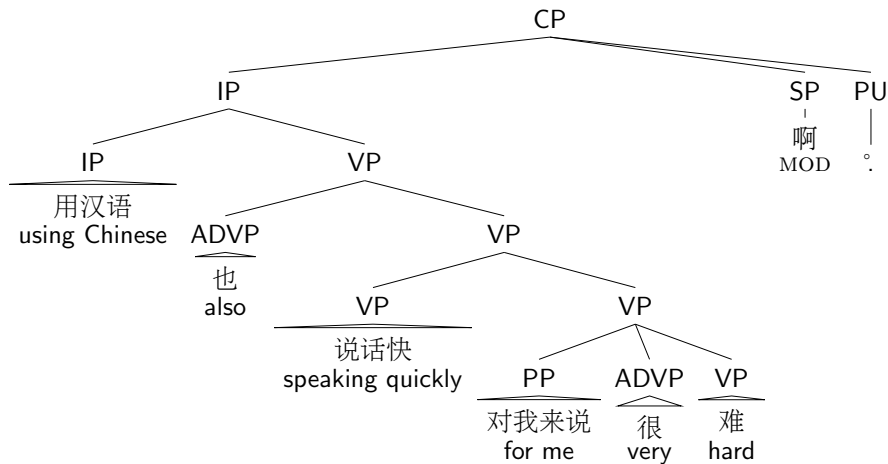 CP
IP SP PU
啊 。
MOD .
IP VP
用汉语
using Chinese
ADVP VP
也
also
VP VP
说话快
speaking quickly
PP ADVP VP
对我来说 很 难
for me very hard